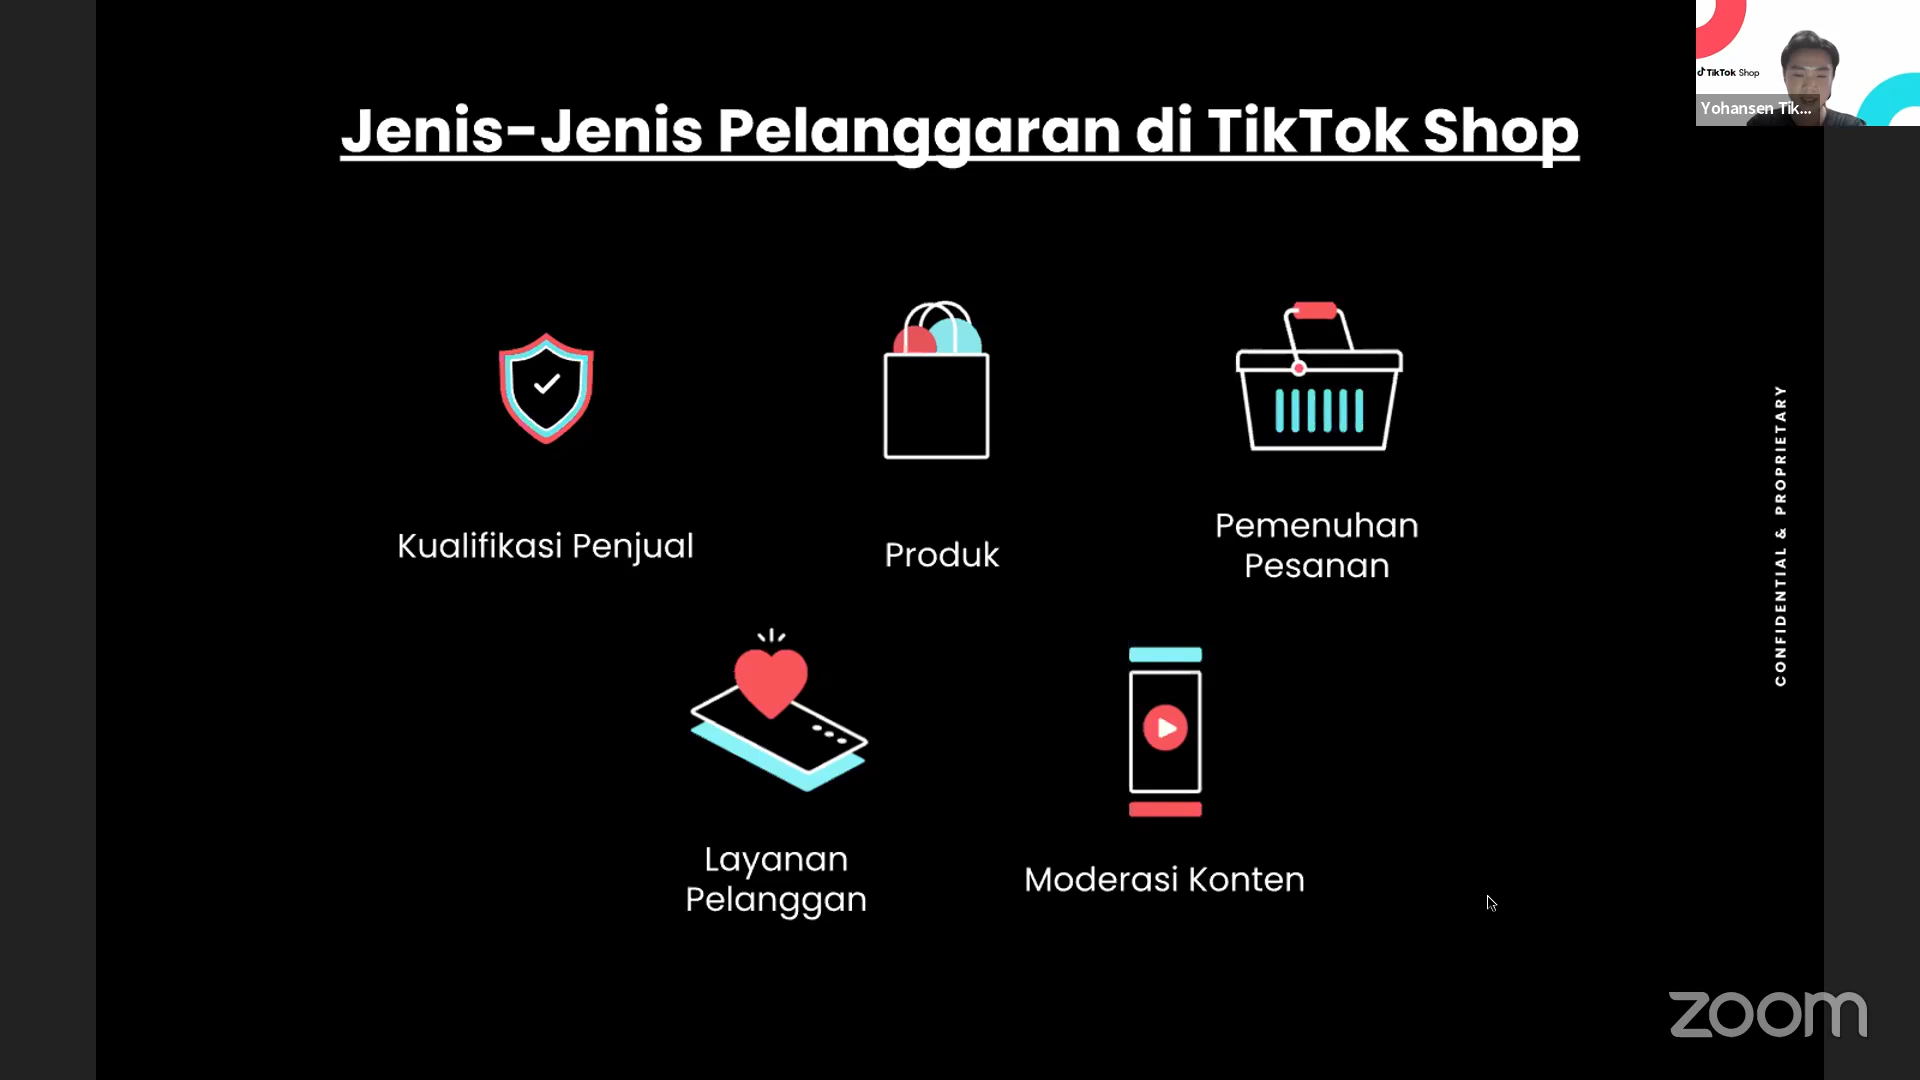 Jenis-Jenis Pelanggaran di TikTok Shop
TikTok Shop
Yohansen Tik...
Kualifikasi Penjual
Produk
Pemenuhan
Pesanan
Layanan
Pelanggan
Moderasi Konten
CONFIDENTIAL & PROPRIETARY
zoom